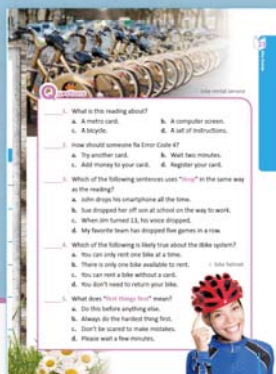 bike rental service
Q
1. What is this reading about?
a. A metro card. b. A computer screen.
c. A bicycle. d. A set of instructions.
2. How should someone fix Error Code 4?
a. Try another card. b. Wait two minutes.
c. Add money to your card. d. Register your card.
3. Which of the following sentences uses "drop" in the same way
as the reading?
a. John drops his smartphone all the time.
b. Sue dropped her off son at school on the way to work.
c. When Jim turned 13, his voice dropped.
d. My favorite team has dropped five games in a row.
4. Which of the following is likely true about the iBike system?
a. You can only rent one bike at a time.
b. There is only one bike available to rent.
c. You can rent a bike without a card.
d. You don't need to return your bike.
bike helmet
5. What does "first things first" mean?
a. Do this before anything else.
b. Always do the hardest thing first.
c. Don't be scared to make mistakes.
d. Please wait a few minutes.